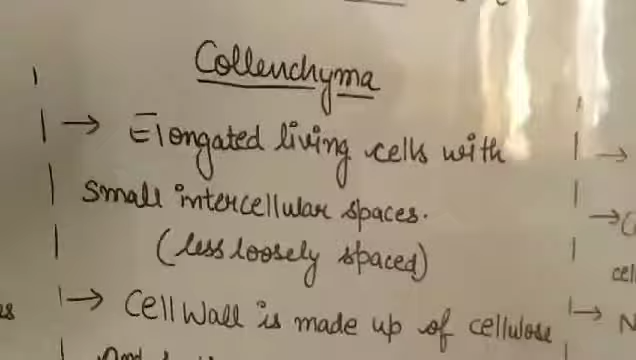 Collenchyma
→ Elongated living cells with
small intercellular spaces.
(less loosely spaced)
→ Cell Wall is made up of cellulose